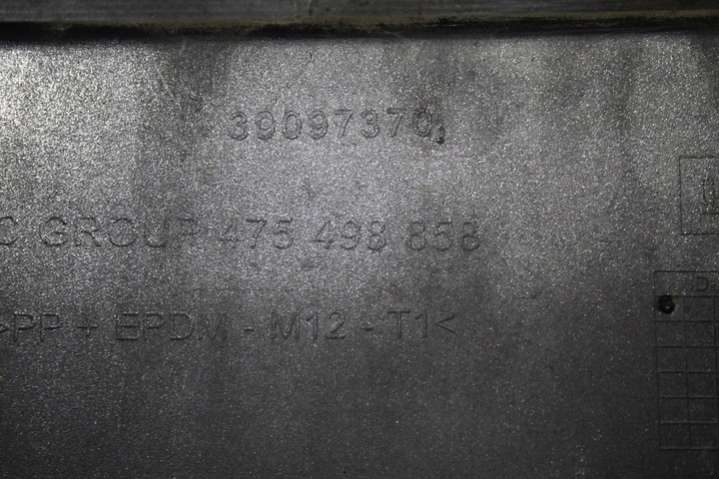 39097370
C GROUP 475 498 858
>PP + EPDM - M12 - T1<